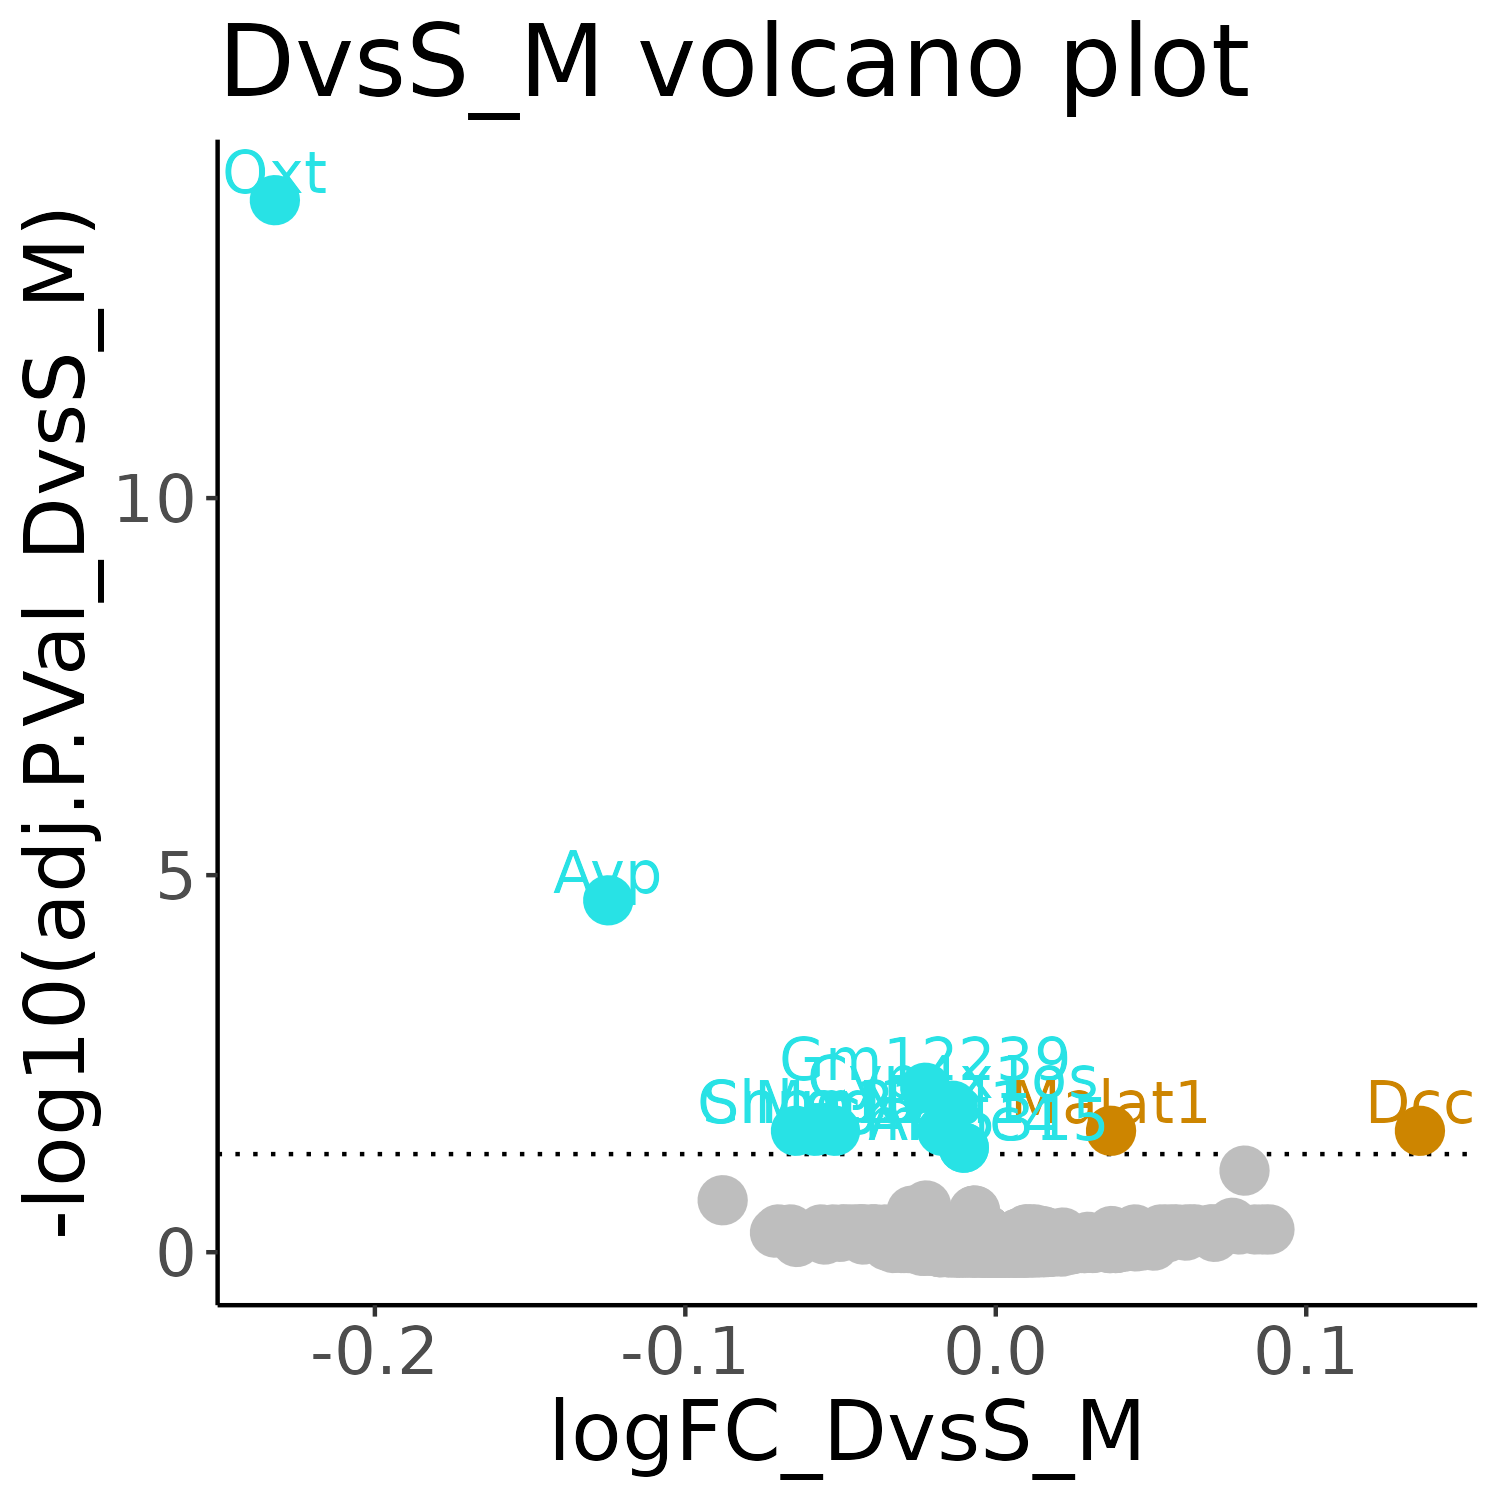 DvsS_M volcano plot
-log10(adj.P.Val_DvsS_M)
10
5
0
Oxt
Avp
Gm12239
Malat1
Dcc
-0.2
-0.1
0.0
0.1
logFC_DvsS_M